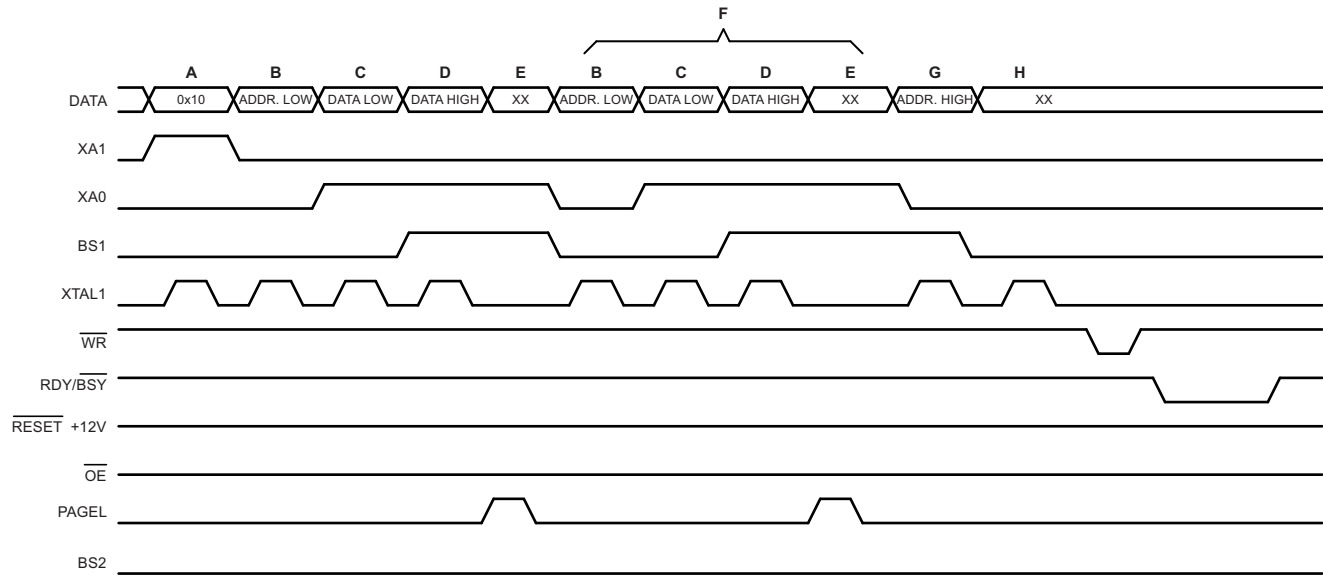 F
A B C D E B C D E G H
DATA 0x10 ADDR. LOW DATA LOW DATA HIGH XX ADDR. LOW DATA LOW DATA HIGH XX ADDR. HIGH XX
XA1
XA0
BS1
XTAL1
WR
RDY/BSY
RESET +12V
OE
PAGEL
BS2